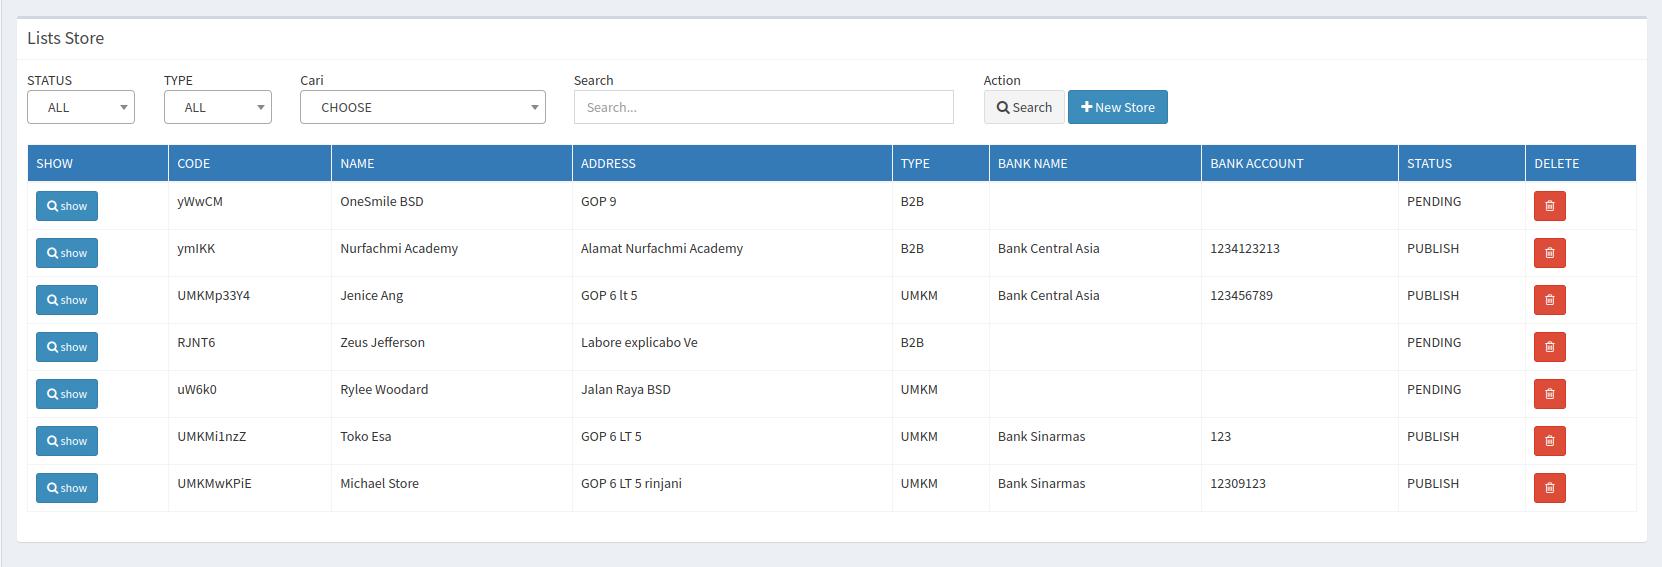 Lists Store
STATUS TYPE Cari Search Action
ALL ALL CHOOSE Search... Search New Store
SHOW CODE NAME ADDRESS TYPE BANK NAME BANK ACCOUNT STATUS DELETE
show yWwCM OneSmile BSD GOP 9 B2B PENDING
show ymIKK Nurfachmi Academy Alamat Nurfachmi Academy B2B Bank Central Asia 1234123213 PUBLISH
show UMKMp33Y4 Jenice Ang GOP 6 lt 5 UMKM Bank Central Asia 123456789 PUBLISH
show RJNT6 Zeus Jefferson Labore explicabo Ve B2B PENDING
show uW6k0 Rylee Woodard Jalan Raya BSD UMKM PENDING
show UMKMi1nzZ Toko Esa GOP 6 LT 5 UMKM Bank Sinarmas 123 PUBLISH
show UMKMwKPiE Michael Store GOP 6 LT 5 rinjani UMKM Bank Sinarmas 12309123 PUBLISH